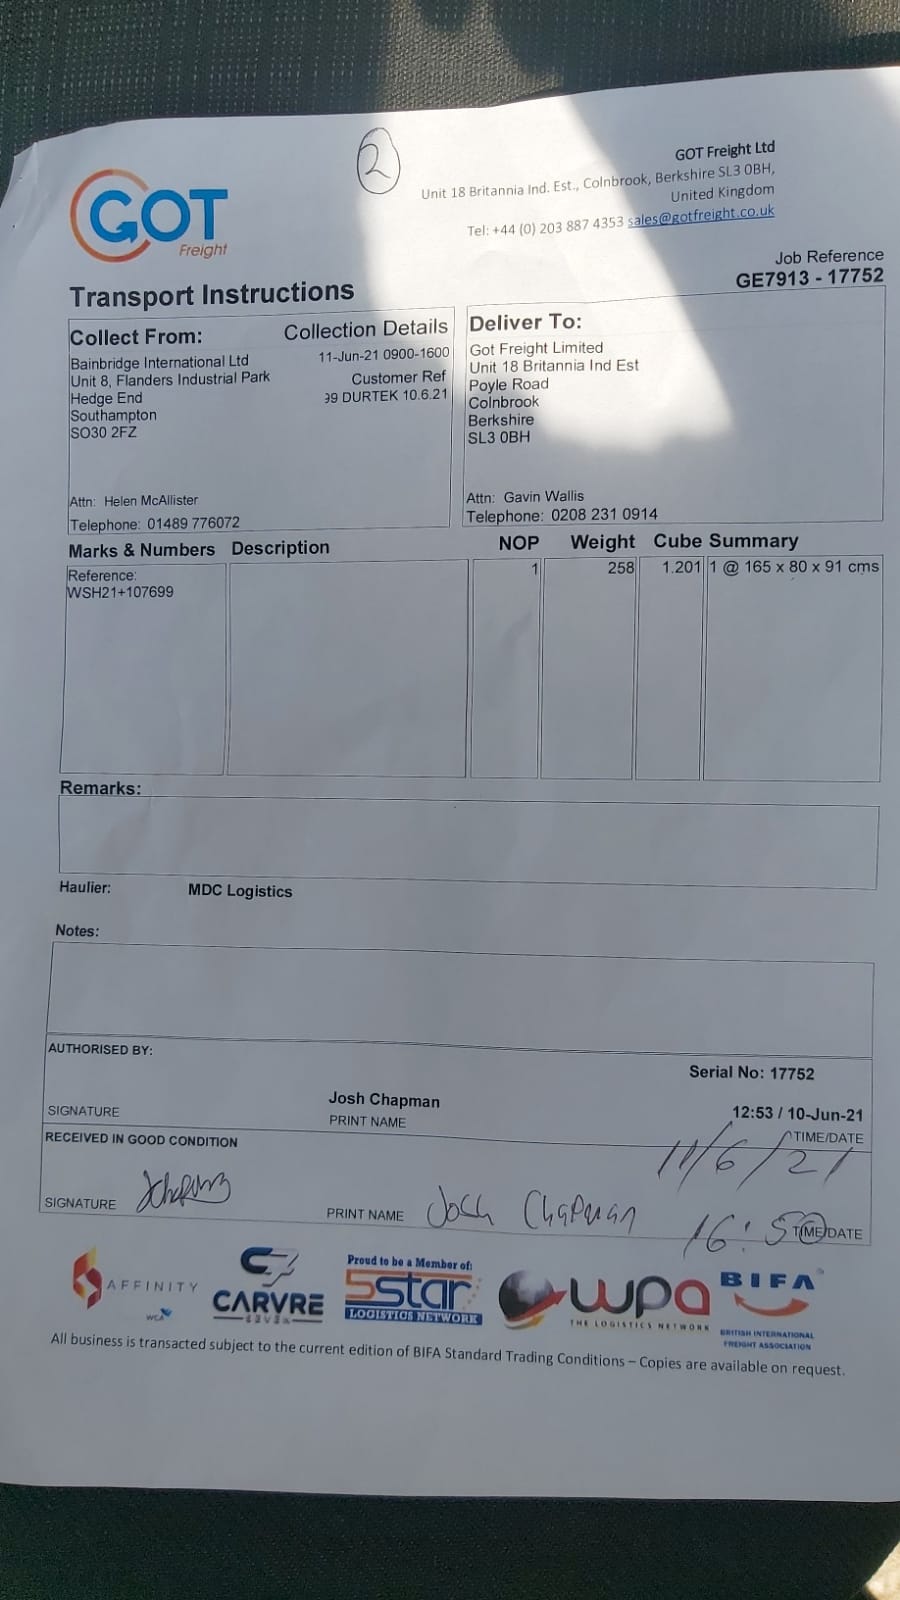 2
GOT Freight Ltd
GOT
Freight
Unit 18 Britannia Ind. Est., Colnbrook, Berkshire SL3 0BH,
United Kingdom
Tel: +44 (0) 203 887 4353 sales@gotfreight.co.uk
Job Reference
GE7913 - 17752
Transport Instructions
Collect From: Collection Details
Bainbridge International Ltd 11-Jun-21 0900-1600
Unit 8, Flanders Industrial Park Customer Ref
Hedge End 99 DURTEK 10.6.21
Southampton
SO30 2FZ
Attn: Helen McAllister
Telephone: 01489 776072
Deliver To:
Got Freight Limited
Unit 18 Britannia Ind Est
Poyle Road
Colnbrook
Berkshire
SL3 0BH
Attn: Gavin Wallis
Telephone: 0208 231 0914
Marks & Numbers Description NOP Weight Cube Summary
Reference: 1 258 1.201 1 @ 165 x 80 x 91 cms
WSH21+107699
Remarks:
Haulier: MDC Logistics
Notes:
AUTHORISED BY:
Serial No: 17752
Josh Chapman 12:53 / 10-Jun-21
SIGNATURE PRINT NAME TIME/DATE
RECEIVED IN GOOD CONDITION 11/6/21
SIGNATURE PRINT NAME Josh Chapman 16:50 TIME/DATE
AFFINITY
WCA
CARVRE
SEVEN
Proud to be a Member of:
5star
LOGISTICS NETWORK
wpa
THE LOGISTICS NETWORK
BIFA
BRITISH INTERNATIONAL
FREIGHT ASSOCIATION
All business is transacted subject to the current edition of BIFA Standard Trading Conditions – Copies are available on request.